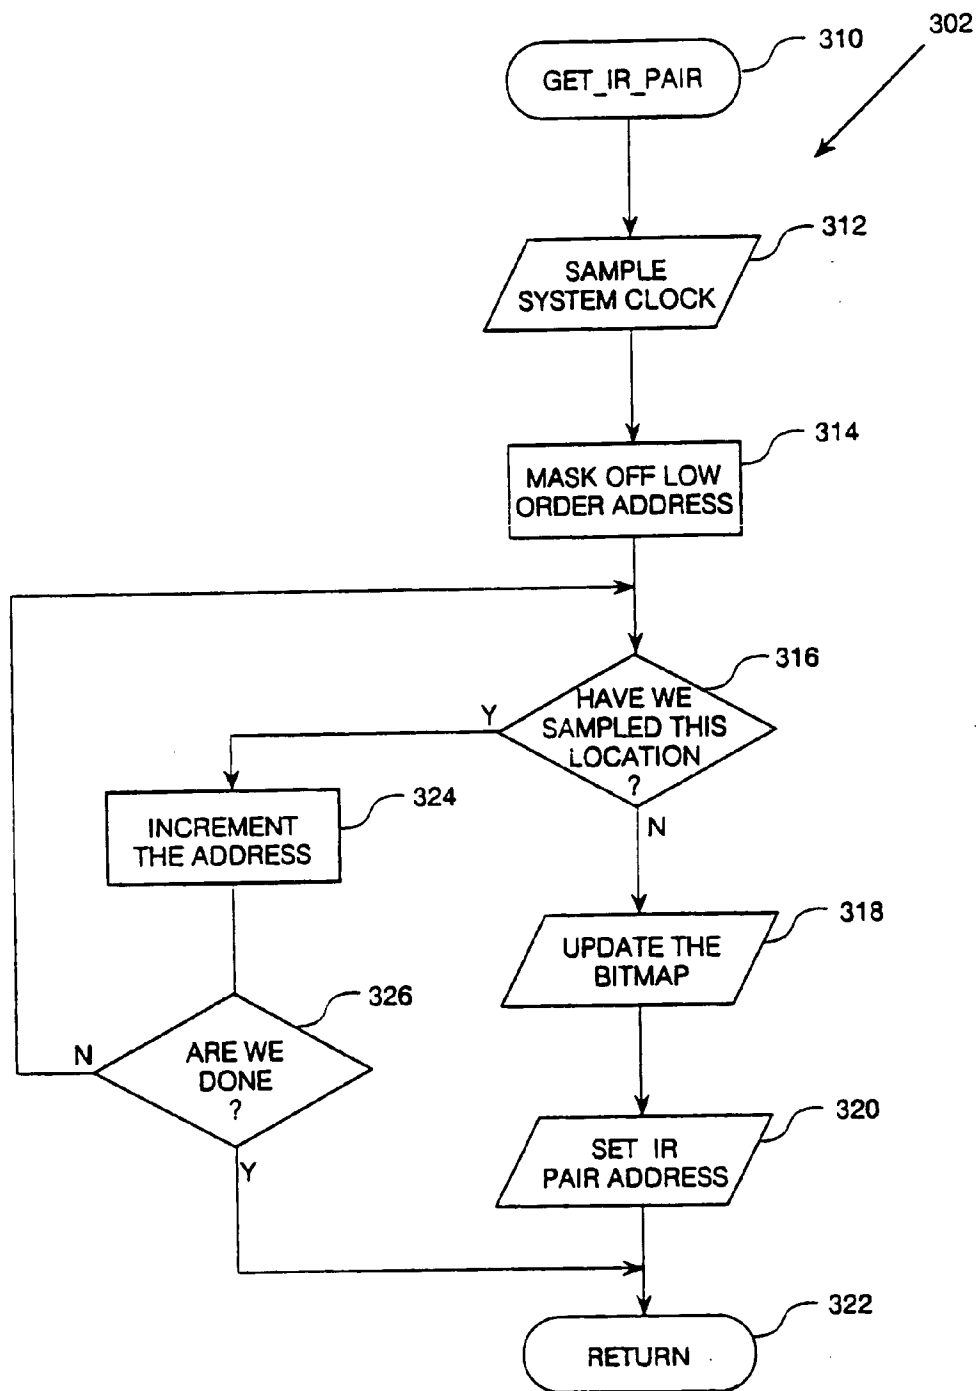 302
310
GET_IR_PAIR
312
SAMPLE
SYSTEM CLOCK
314
MASK OFF LOW
ORDER ADDRESS
316
HAVE WE
SAMPLED THIS
LOCATION
?
Y
N
324
INCREMENT
THE ADDRESS
318
UPDATE THE
BITMAP
326
ARE WE
DONE
?
N
Y
320
SET IR
PAIR ADDRESS
322
RETURN